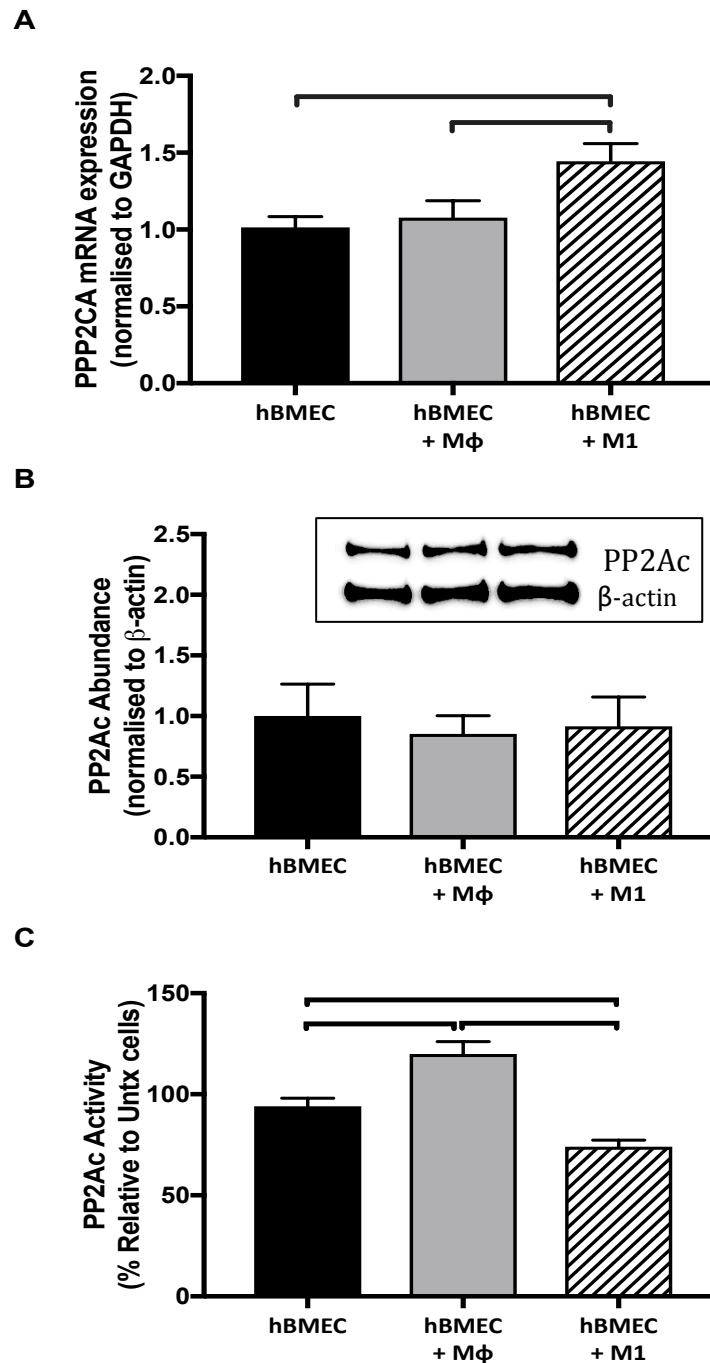 A
PPP2CA mRNA expression
(normalised to GAPDH)
2.0
1.5
1.0
0.5
0.0
hBMEC
hBMEC
+ Mϕ
hBMEC
+ M1
B
PP2Ac Abundance
(normalised to β-actin)
2.5
2.0
1.5
1.0
0.5
0.0
PP2Ac
β-actin
hBMEC
hBMEC
+ Mϕ
hBMEC
+ M1
C
PP2Ac Activity
(% Relative to Untx cells)
150
100
50
0
hBMEC
hBMEC
+ Mϕ
hBMEC
+ M1